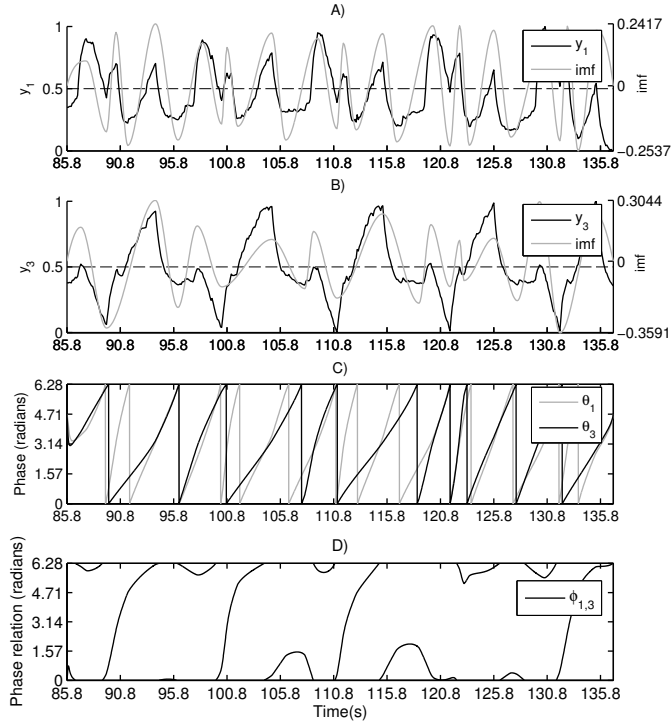 A)
1
0.5
0
y1
0.2417
0
−0.2537
imf
y1
imf
85.8 90.8 95.8 100.8 105.8 110.8 115.8 120.8 125.8 130.8 135.8
B)
1
0.5
0
y3
0.3044
0
−0.3591
imf
y3
imf
85.8 90.8 95.8 100.8 105.8 110.8 115.8 120.8 125.8 130.8 135.8
C)
6.28
4.71
3.14
1.57
0
Phase (radians)
θ1
θ3
85.8 90.8 95.8 100.8 105.8 110.8 115.8 120.8 125.8 130.8 135.8
D)
6.28
4.71
3.14
1.57
0
Phase relation (radians)
ϕ1,3
85.8 90.8 95.8 100.8 105.8 110.8 115.8 120.8 125.8 130.8 135.8
Time(s)